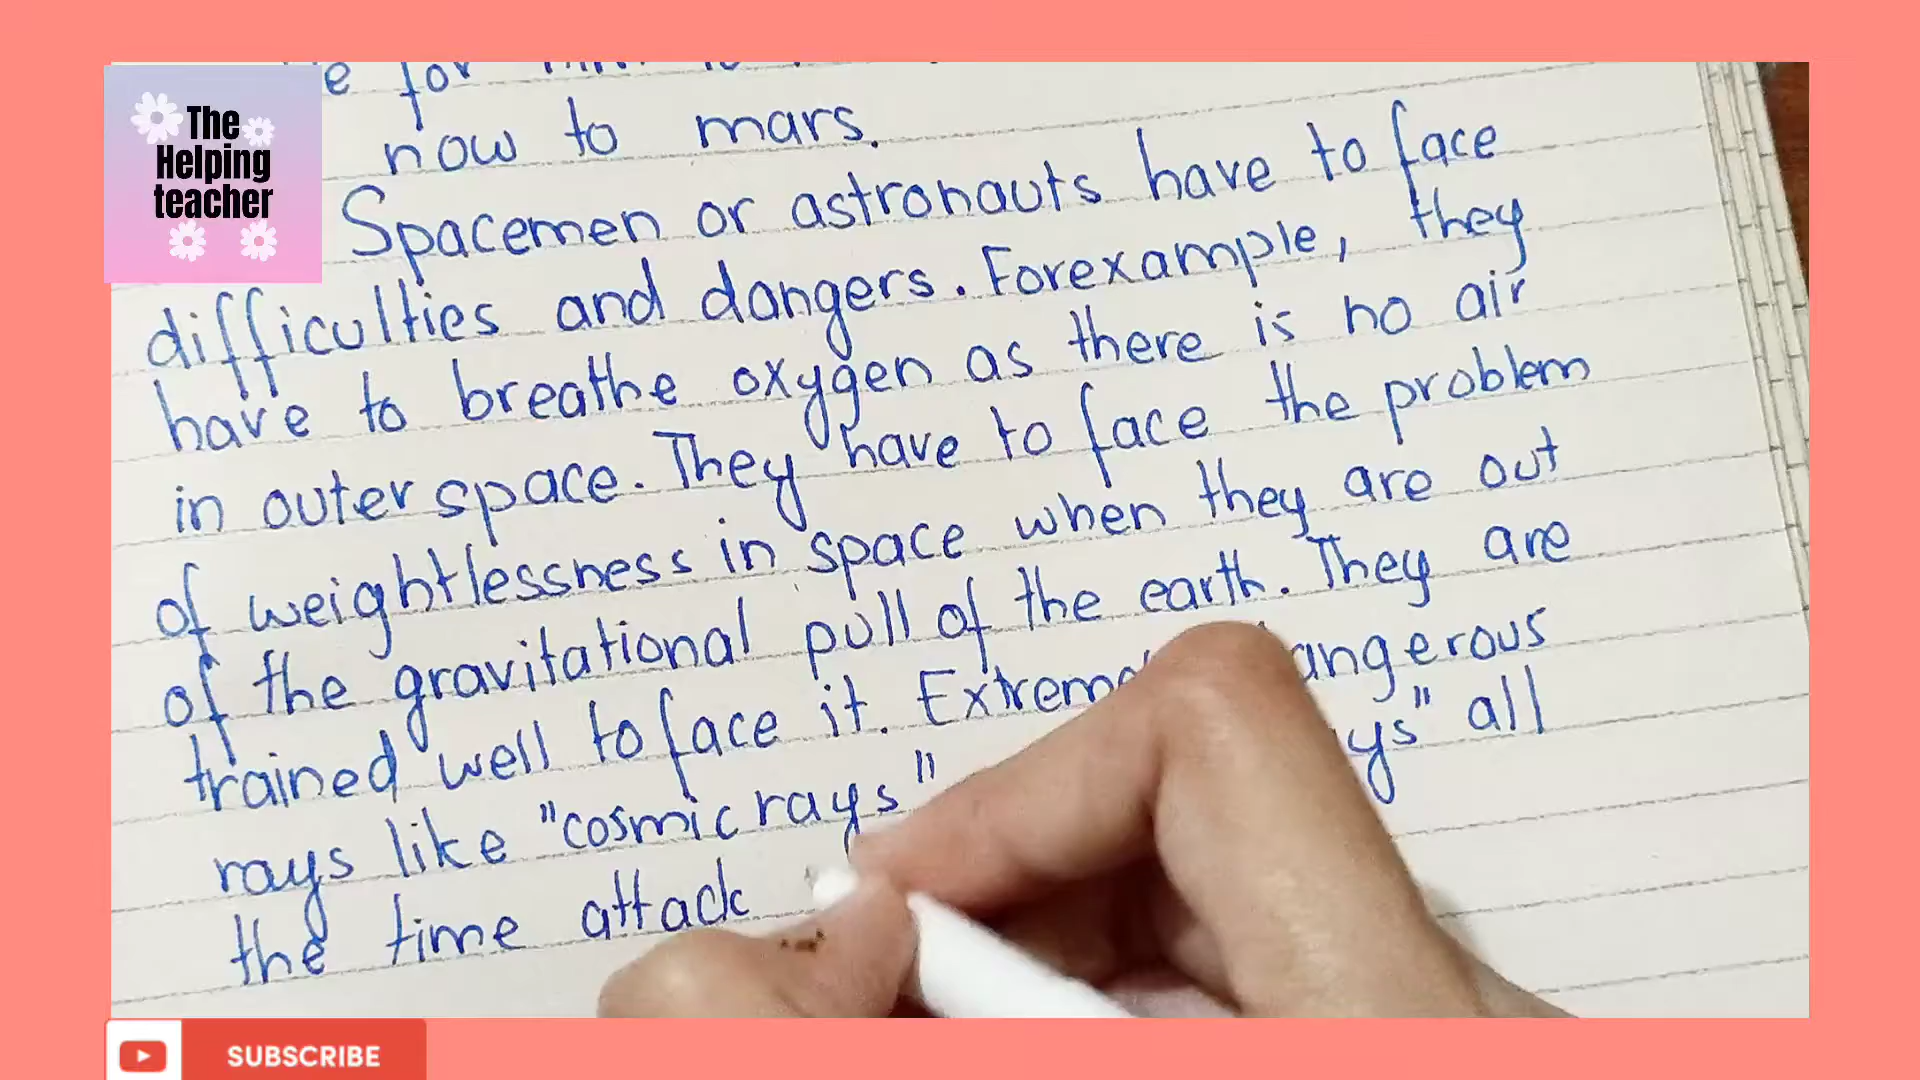 The
Helping
teacher
for
now to mars.
Spacemen or astronauts have to face
difficulties and dangers. Forexample, they
have to breathe oxygen as there is no air
in outer space. They have to face the problem
of weightlessness in space when they are out
of the gravitational pull of the earth. They are
trained well to face it. Extrem angerous
rays like "cosmic rays" ys" all
the time attack
SUBSCRIBE